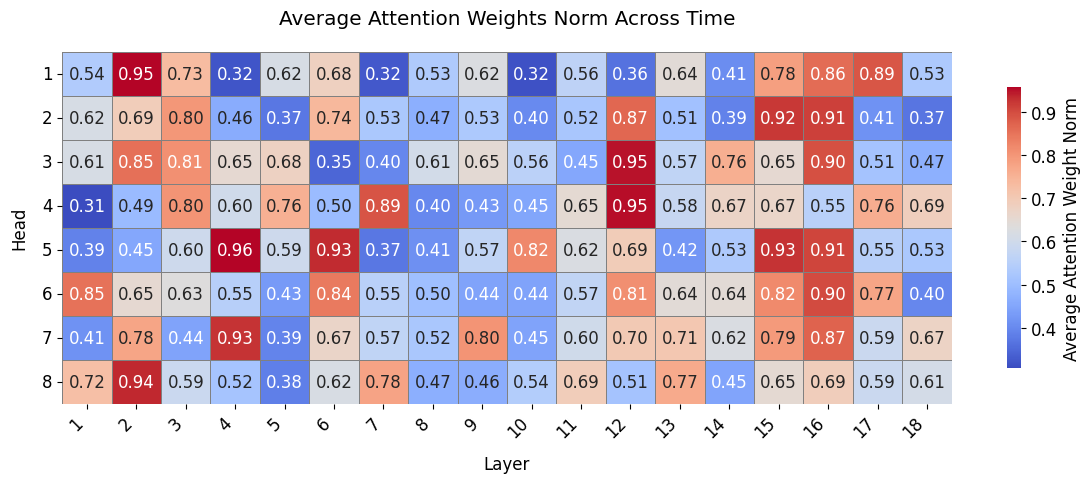 Average Attention Weights Norm Across Time
1 0.54 0.95 0.73 0.32 0.62 0.68 0.32 0.53 0.62 0.32 0.56 0.36 0.64 0.41 0.78 0.86 0.89 0.53
2 0.62 0.69 0.80 0.46 0.37 0.74 0.53 0.47 0.53 0.40 0.52 0.87 0.51 0.39 0.92 0.91 0.41 0.37
3 0.61 0.85 0.81 0.65 0.68 0.35 0.40 0.61 0.65 0.56 0.45 0.95 0.57 0.76 0.65 0.90 0.51 0.47
4 0.31 0.49 0.80 0.60 0.76 0.50 0.89 0.40 0.43 0.45 0.65 0.95 0.58 0.67 0.67 0.55 0.76 0.69
5 0.39 0.45 0.60 0.96 0.59 0.93 0.37 0.41 0.57 0.82 0.62 0.69 0.42 0.53 0.93 0.91 0.55 0.53
6 0.85 0.65 0.63 0.55 0.43 0.84 0.55 0.50 0.44 0.44 0.57 0.81 0.64 0.64 0.82 0.90 0.77 0.40
7 0.41 0.78 0.44 0.93 0.39 0.67 0.57 0.52 0.80 0.45 0.60 0.70 0.71 0.62 0.79 0.87 0.59 0.67
8 0.72 0.94 0.59 0.52 0.38 0.62 0.78 0.47 0.46 0.54 0.69 0.51 0.77 0.45 0.65 0.69 0.59 0.61
Head
1 2 3 4 5 6 7 8 9 10 11 12 13 14 15 16 17 18
Layer
0.9
0.8
0.7
0.6
0.5
0.4
Average Attention Weight Norm